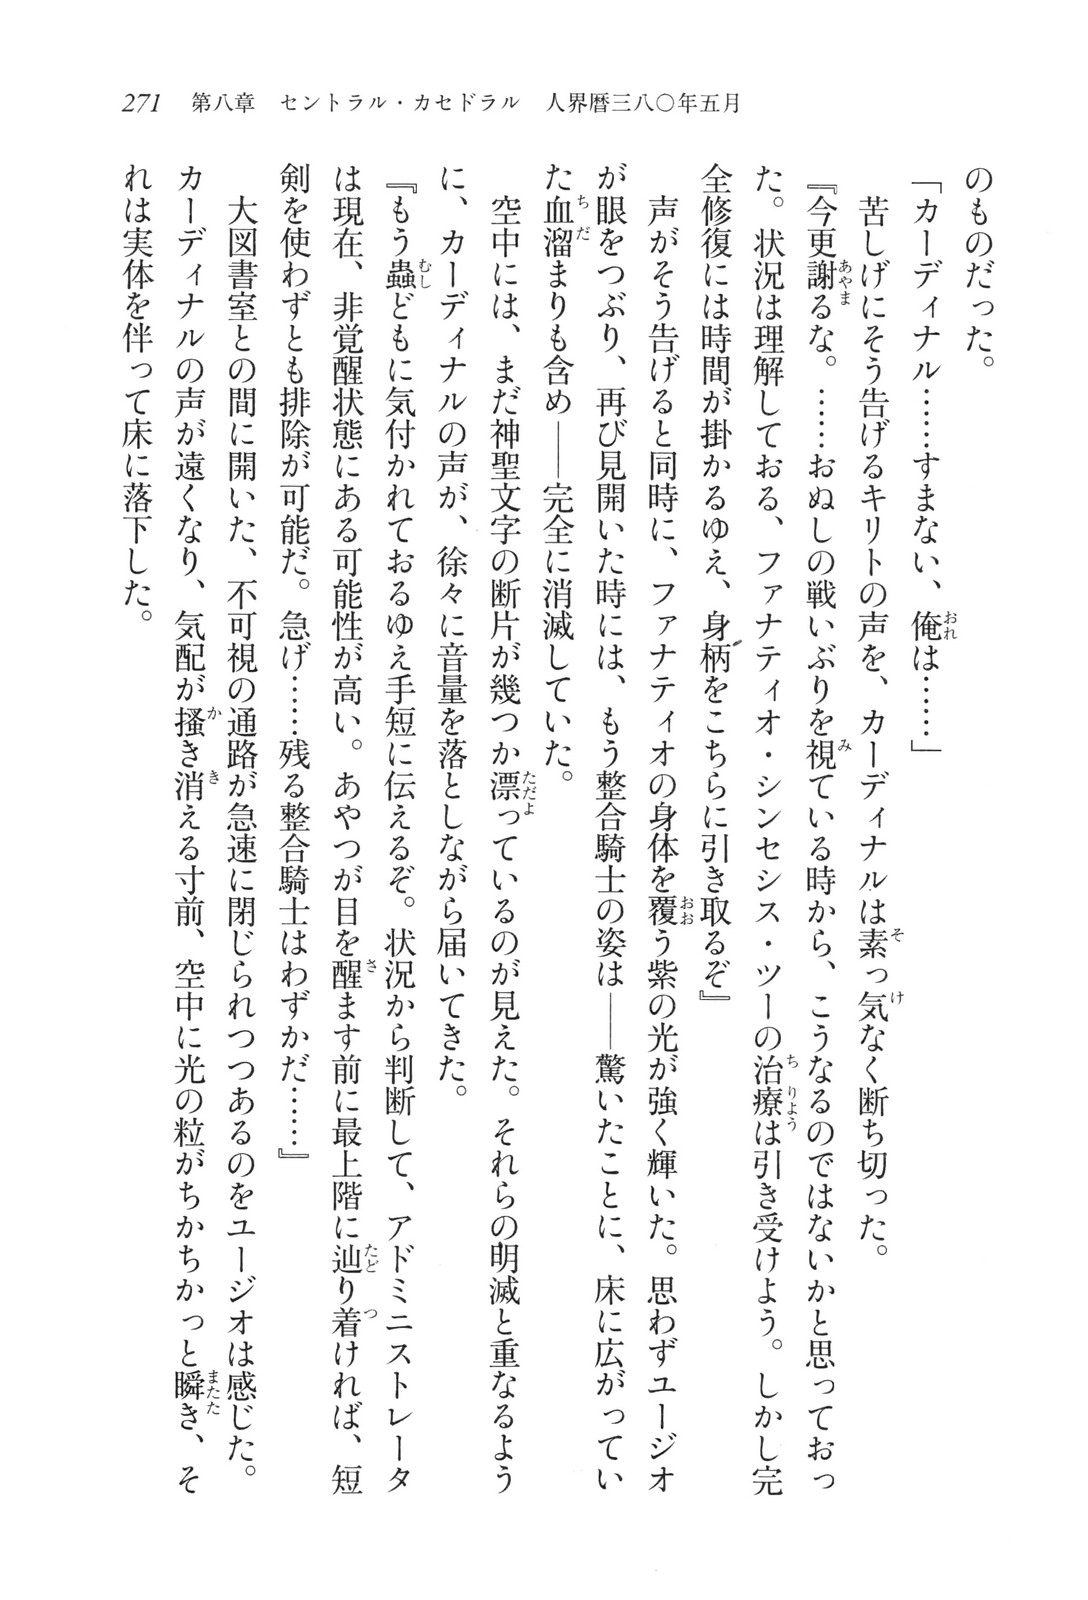 271　第八章　セントラル・カセドラル　人界暦三八〇年五月
のものだった。
「カーディナル……すまない、俺は……」
　苦しげにそう告げるキリトの声を、カーディナルは素っ気なく断ち切った。
『今更謝るな。……おぬしの戦いぶりを視ている時から、こうなるのではないかと思っておっ
た。状況は理解しておる、ファナティオ・シンセシス・ツーの治療は引き受けよう。しかし完
全修復には時間が掛かるゆえ、身柄をこちらに引き取るぞ』
　声がそう告げると同時に、ファナティオの身体を覆う紫の光が強く輝いた。思わずユージオ
が眼をつぶり、再び見開いた時には、もう整合騎士の姿は――驚いたことに、床に広がってい
た血溜まりも含め――完全に消滅していた。
　空中には、まだ神聖文字の断片が幾つか漂っているのが見えた。それらの明滅と重なるよう
に、カーディナルの声が、徐々に音量を落としながら届いてきた。
『もう蟲どもに気付かれておるゆえ手短に伝えるぞ。状況から判断して、アドミニストレータ
は現在、非覚醒状態にある可能性が高い。あやつが目を醒ます前に最上階に辿り着ければ、短
剣を使わずとも排除が可能だ。急げ……残る整合騎士はわずかだ……』
　大図書室との間に開いた、不可視の通路が急速に閉じられつつあるのをユージオは感じた。
カーディナルの声が遠くなり、気配が掻き消える寸前、空中に光の粒がちかちかっと瞬き、そ
れは実体を伴って床に落下した。